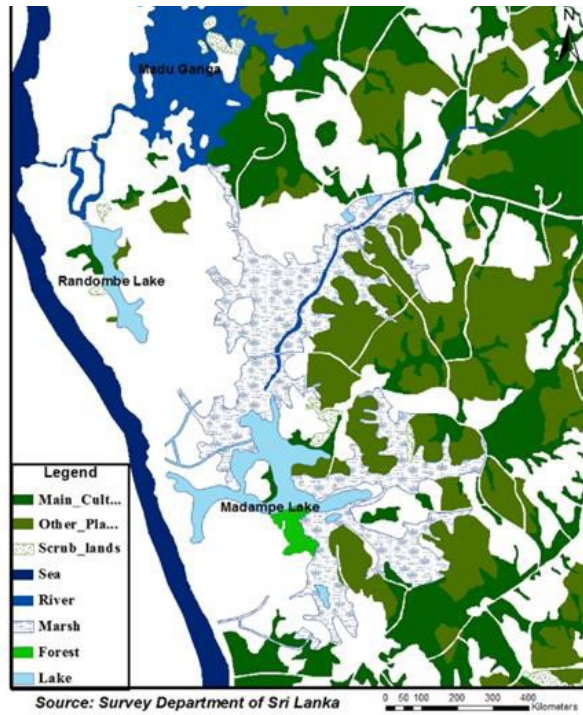 Madu Ganga
N
Randombe Lake
Madampe Lake
Legend
Main_Cult...
Other_Pla...
Scrub_lands
Sea
River
Marsh
Forest
Lake
Source: Survey Department of Sri Lanka
0 50 100 200 300 400
Kilometers